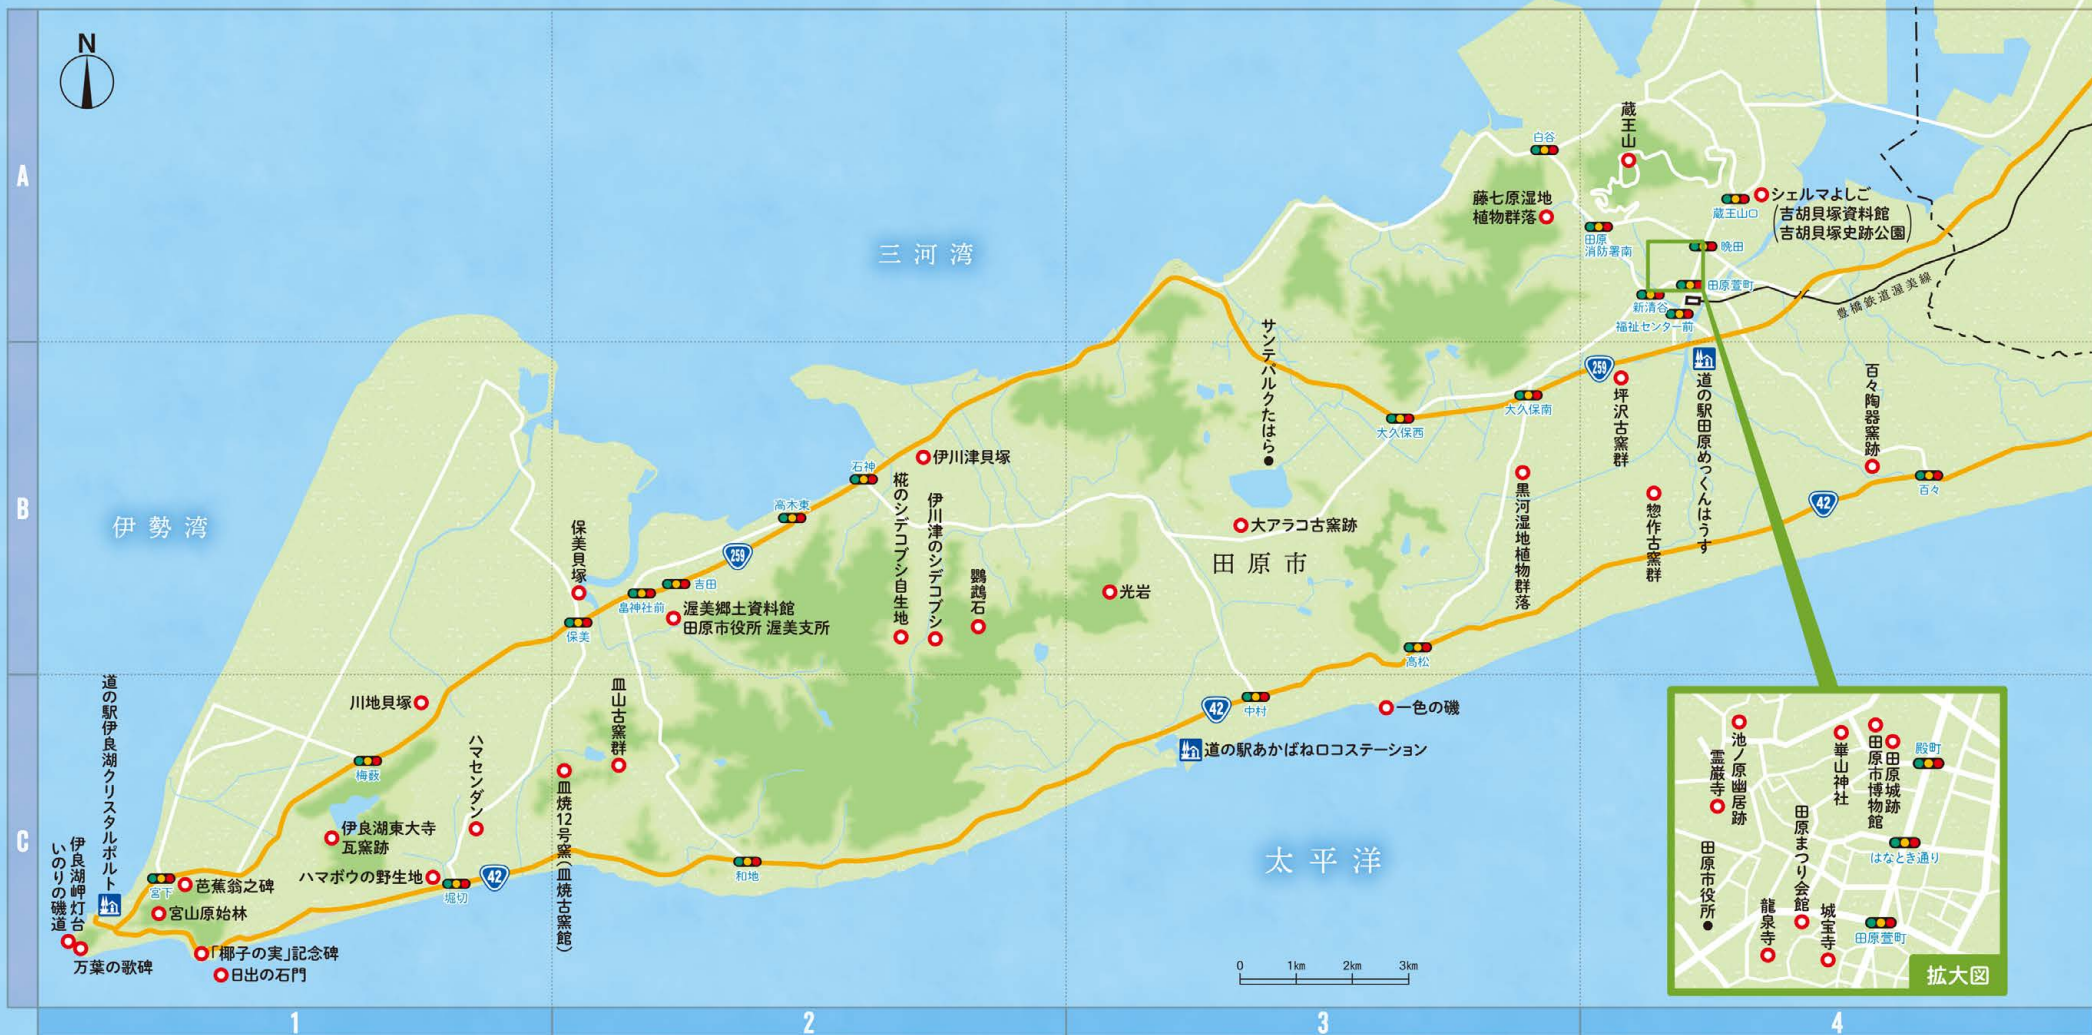 N
A
B
C
1
2
3
4
伊勢湾
三河湾
太平洋
田原市
蔵王山
白谷
藤七原湿地
植物群落
シェルマよしご
(吉胡貝塚資料館
吉胡貝塚史跡公園)
蔵王山口
田原
消防署南
晩田
田原萱町
新清谷
福祉センター前
豊橋鉄道渥美線
サンテパルクたはら
259
大久保南
大久保西
坪沢古窯群
道の駅田原めっくんはうす
百々陶器窯跡
百々
42
惣作古窯群
黒河湿地植物群落
大アラコ古窯跡
光岩
高松
伊川津貝塚
石神
高木東
椛のシデコブシ自生地
伊川津のシデコブシ
鸚鵡石
259
保美貝塚
吉田
畠神社前
保美
渥美郷土資料館
田原市役所 渥美支所
一色の磯
42
中村
道の駅あかばねロコステーション
川地貝塚
皿山古窯群
ハマセンダン
梅薮
皿焼12号窯(皿焼古窯館)
伊良湖東大寺
瓦窯跡
ハマボウの野生地
42
堀切
和地
道の駅伊良湖クリスタルポルト
伊良湖岬灯台
いのりの磯道
宮下
芭蕉翁之碑
宮山原始林
万葉の歌碑
「椰子の実」記念碑
日出の石門
0 1km 2km 3km
池ノ原幽居跡
霊巌寺
崋山神社
田原市博物館
田原城跡
殿町
はなとき通り
田原まつり会館
田原市役所
龍泉寺
城宝寺
田原萱町
拡大図